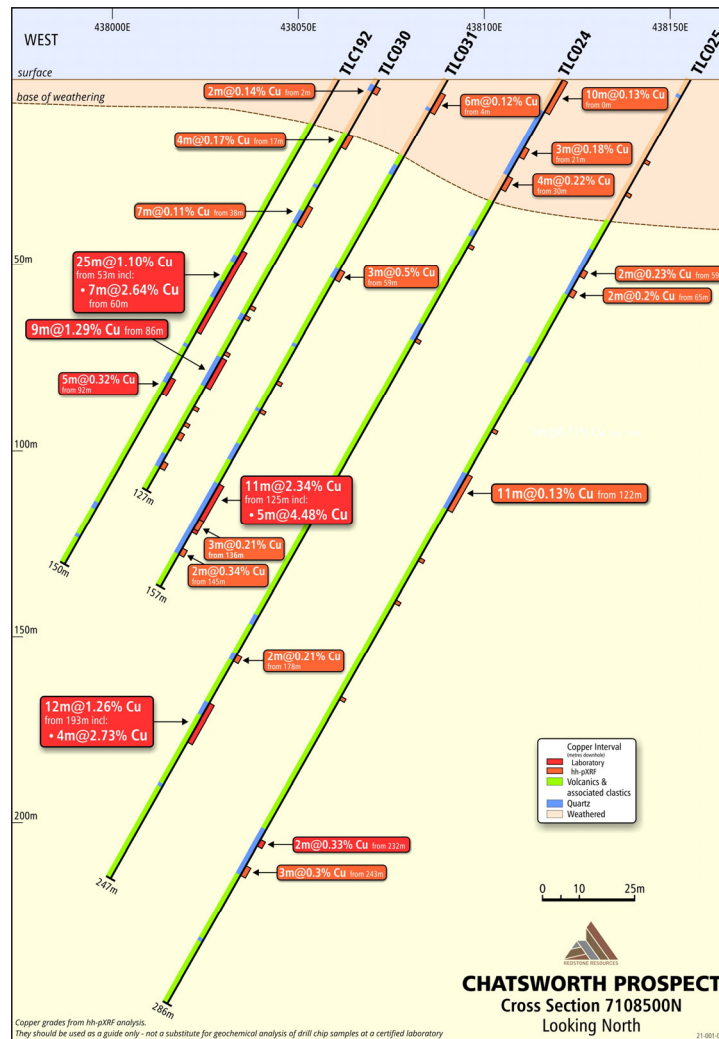 438000E
438050E
438100E
438150E
WEST
TLC192
TLC030
TLC031
TLC024
TLC025
surface
base of weathering
2m@0.14% Cu from 2m
6m@0.12% Cu
from 4m
10m@0.13% Cu
from 0m
4m@0.17% Cu from 17m
3m@0.18% Cu
from 21m
4m@0.22% Cu
from 30m
7m@0.11% Cu from 38m
50m
25m@1.10% Cu
from 53m incl:
• 7m@2.64% Cu
from 60m
3m@0.5% Cu
from 59m
2m@0.23% Cu from 59
2m@0.2% Cu from 65m
9m@1.29% Cu from 86m
5m@0.32% Cu
from 92m
100m
127m
11m@2.34% Cu
from 125m incl:
• 5m@4.48% Cu
11m@0.13% Cu from 122m
3m@0.21% Cu
from 136m
2m@0.34% Cu
from 145m
150m
157m
150m
2m@0.21% Cu
from 178m
12m@1.26% Cu
from 193m incl:
• 4m@2.73% Cu
Copper Interval
(metres downhole)
Laboratory
hh-pXRF
Volcanics &
associated clastics
Quartz
Weathered
200m
2m@0.33% Cu from 232m
3m@0.3% Cu from 243m
247m
0 10 25m
286m
REDSTONE RESOURCES
CHATSWORTH PROSPECT
Cross Section 7108500N
Looking North
Copper grades from hh-pXRF analysis.
They should be used as a guide only - not a substitute for geochemical analysis of drill chip samples at a certified laboratory
21-001-0